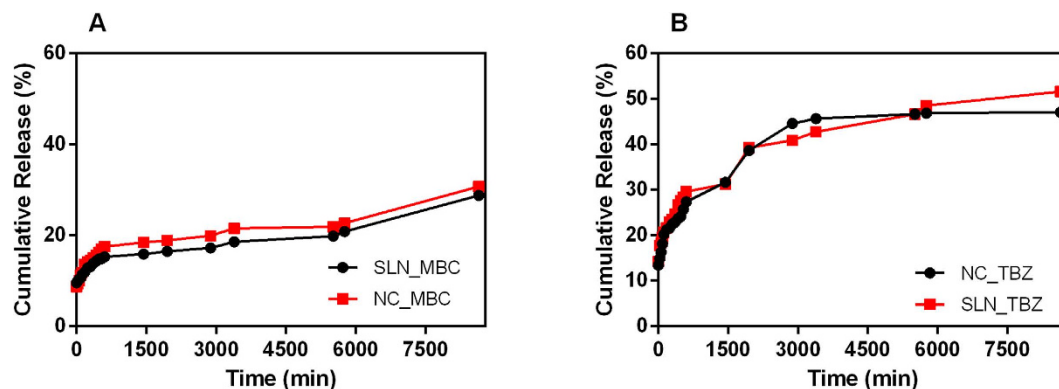 A
Cumulative Release (%)
60
40
20
0
0 1500 3000 4500 6000 7500
Time (min)
SLN_MBC
NC_MBC
B
Cumulative Release (%)
60
50
40
30
20
10
0
0 1500 3000 4500 6000 7500
Time (min)
NC_TBZ
SLN_TBZ